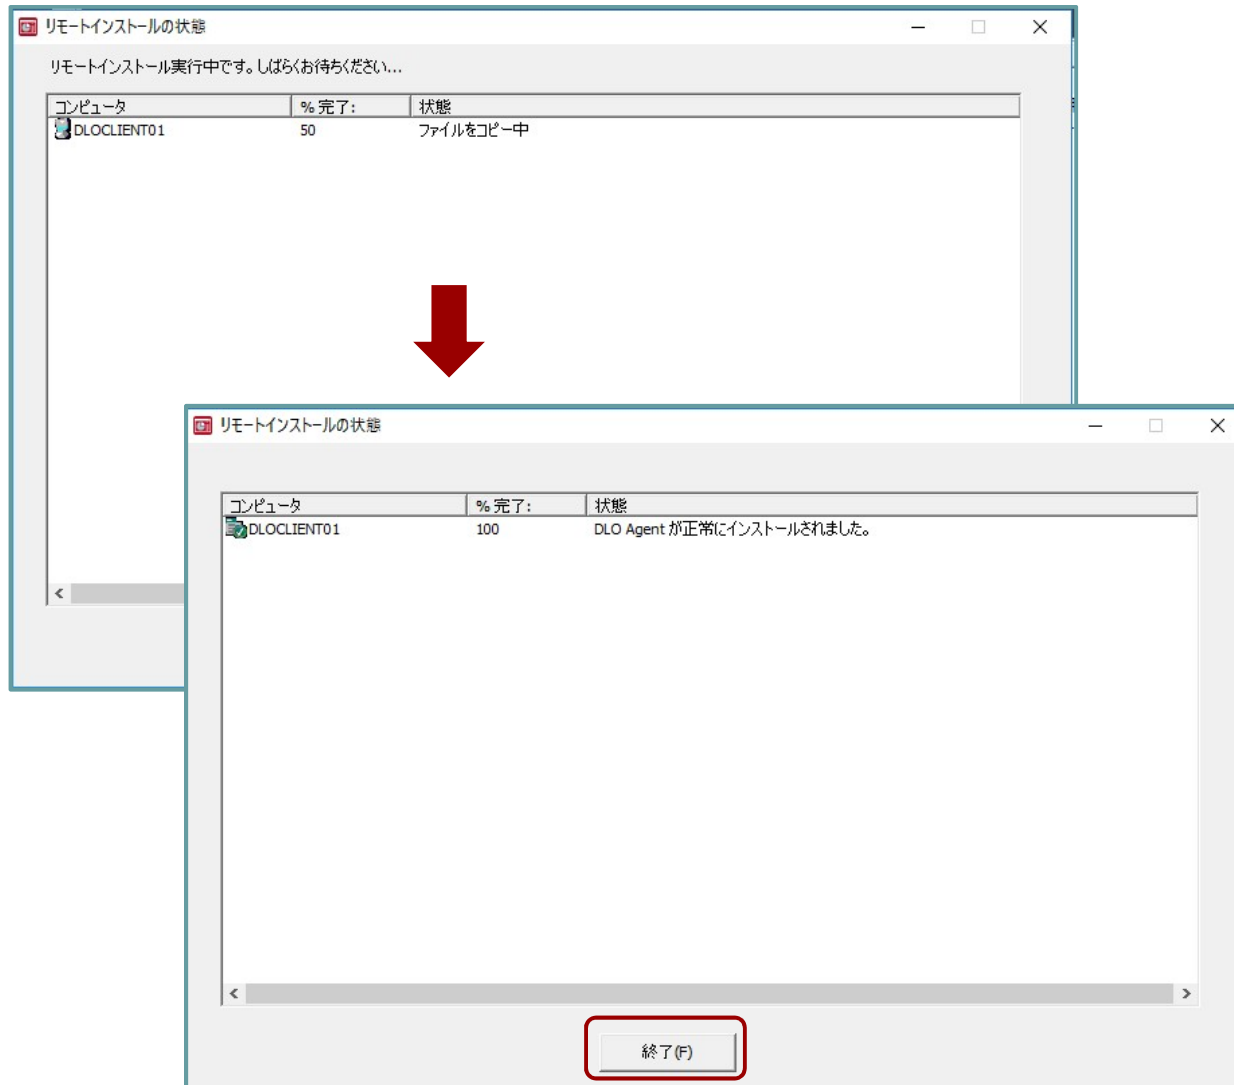 リモートインストールの状態
リモートインストール実行中です。しばらくお待ちください...
コンピュータ % 完了: 状態
DLOCLIENT01 50 ファイルをコピー中
リモートインストールの状態
コンピュータ % 完了: 状態
DLOCLIENT01 100 DLO Agent が正常にインストールされました。
終了(F)